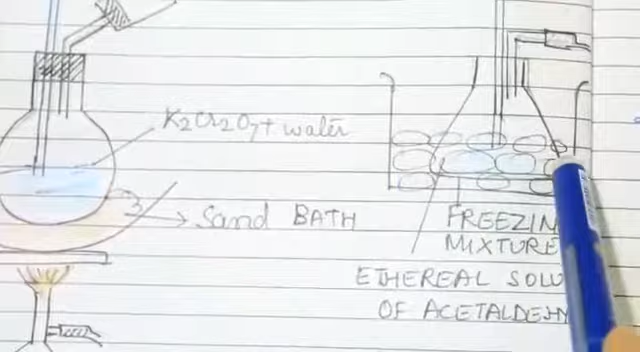 K2Cr2O7 + water
Sand BATH
FREEZIN
MIXTURE
ETHEREAL SOLU
OF ACETALDEHY